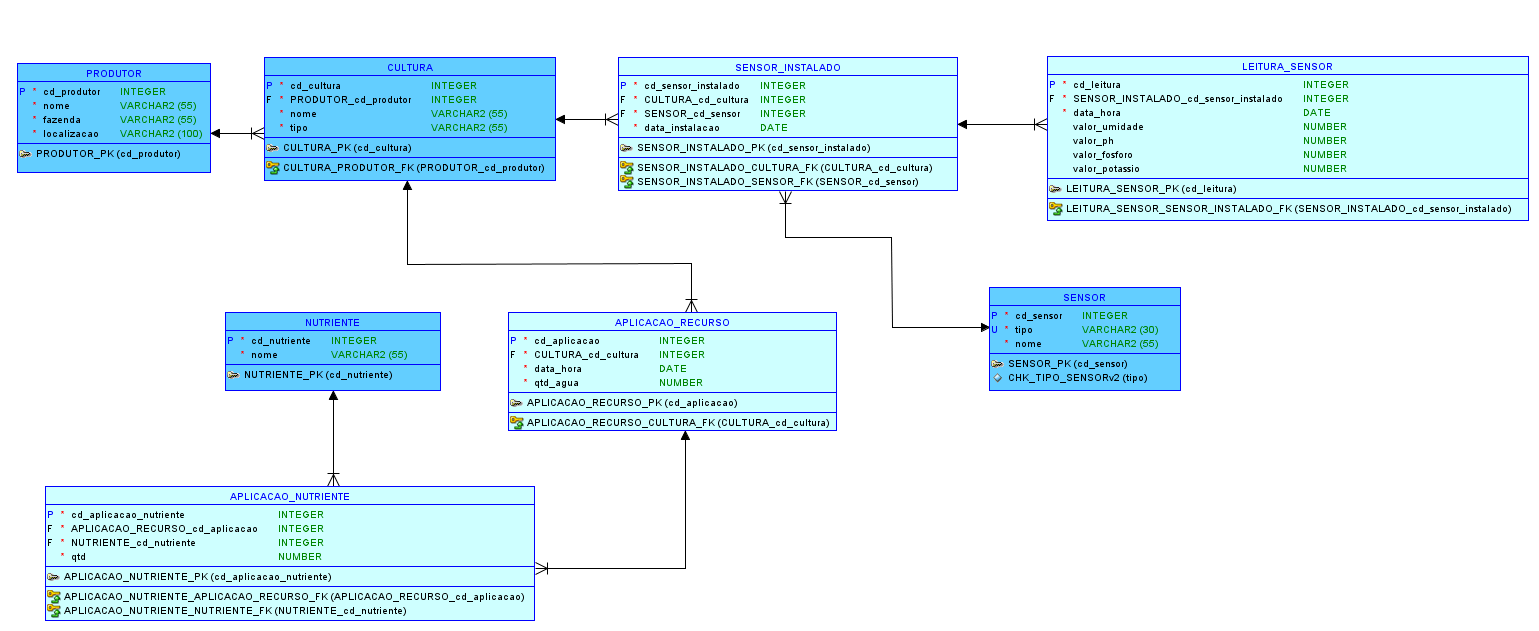 PRODUTOR
P * cd_produtor INTEGER
* nome VARCHAR2 (55)
* fazenda VARCHAR2 (55)
* localizacao VARCHAR2 (100)
PRODUTOR_PK (cd_produtor)
CULTURA
P * cd_cultura INTEGER
F * PRODUTOR_cd_produtor INTEGER
* nome VARCHAR2 (55)
* tipo VARCHAR2 (55)
CULTURA_PK (cd_cultura)
CULTURA_PRODUTOR_FK (PRODUTOR_cd_produtor)
SENSOR_INSTALADO
P * cd_sensor_instalado INTEGER
F * CULTURA_cd_cultura INTEGER
F * SENSOR_cd_sensor INTEGER
* data_instalacao DATE
SENSOR_INSTALADO_PK (cd_sensor_instalado)
SENSOR_INSTALADO_CULTURA_FK (CULTURA_cd_cultura)
SENSOR_INSTALADO_SENSOR_FK (SENSOR_cd_sensor)
LEITURA_SENSOR
P * cd_leitura INTEGER
F * SENSOR_INSTALADO_cd_sensor_instalado INTEGER
* data_hora DATE
valor_umidade NUMBER
valor_ph NUMBER
valor_fosforo NUMBER
valor_potassio NUMBER
LEITURA_SENSOR_PK (cd_leitura)
LEITURA_SENSOR_SENSOR_INSTALADO_FK (SENSOR_INSTALADO_cd_sensor_instalado)
NUTRIENTE
P * cd_nutriente INTEGER
* nome VARCHAR2 (55)
NUTRIENTE_PK (cd_nutriente)
APLICACAO_RECURSO
P * cd_aplicacao INTEGER
F * CULTURA_cd_cultura INTEGER
* data_hora DATE
* qtd_agua NUMBER
APLICACAO_RECURSO_PK (cd_aplicacao)
APLICACAO_RECURSO_CULTURA_FK (CULTURA_cd_cultura)
SENSOR
P * cd_sensor INTEGER
U * tipo VARCHAR2 (30)
* nome VARCHAR2 (55)
SENSOR_PK (cd_sensor)
CHK_TIPO_SENSORv2 (tipo)
APLICACAO_NUTRIENTE
P * cd_aplicacao_nutriente INTEGER
F * APLICACAO_RECURSO_cd_aplicacao INTEGER
F * NUTRIENTE_cd_nutriente INTEGER
* qtd NUMBER
APLICACAO_NUTRIENTE_PK (cd_aplicacao_nutriente)
APLICACAO_NUTRIENTE_APLICACAO_RECURSO_FK (APLICACAO_RECURSO_cd_aplicacao)
APLICACAO_NUTRIENTE_NUTRIENTE_FK (NUTRIENTE_cd_nutriente)